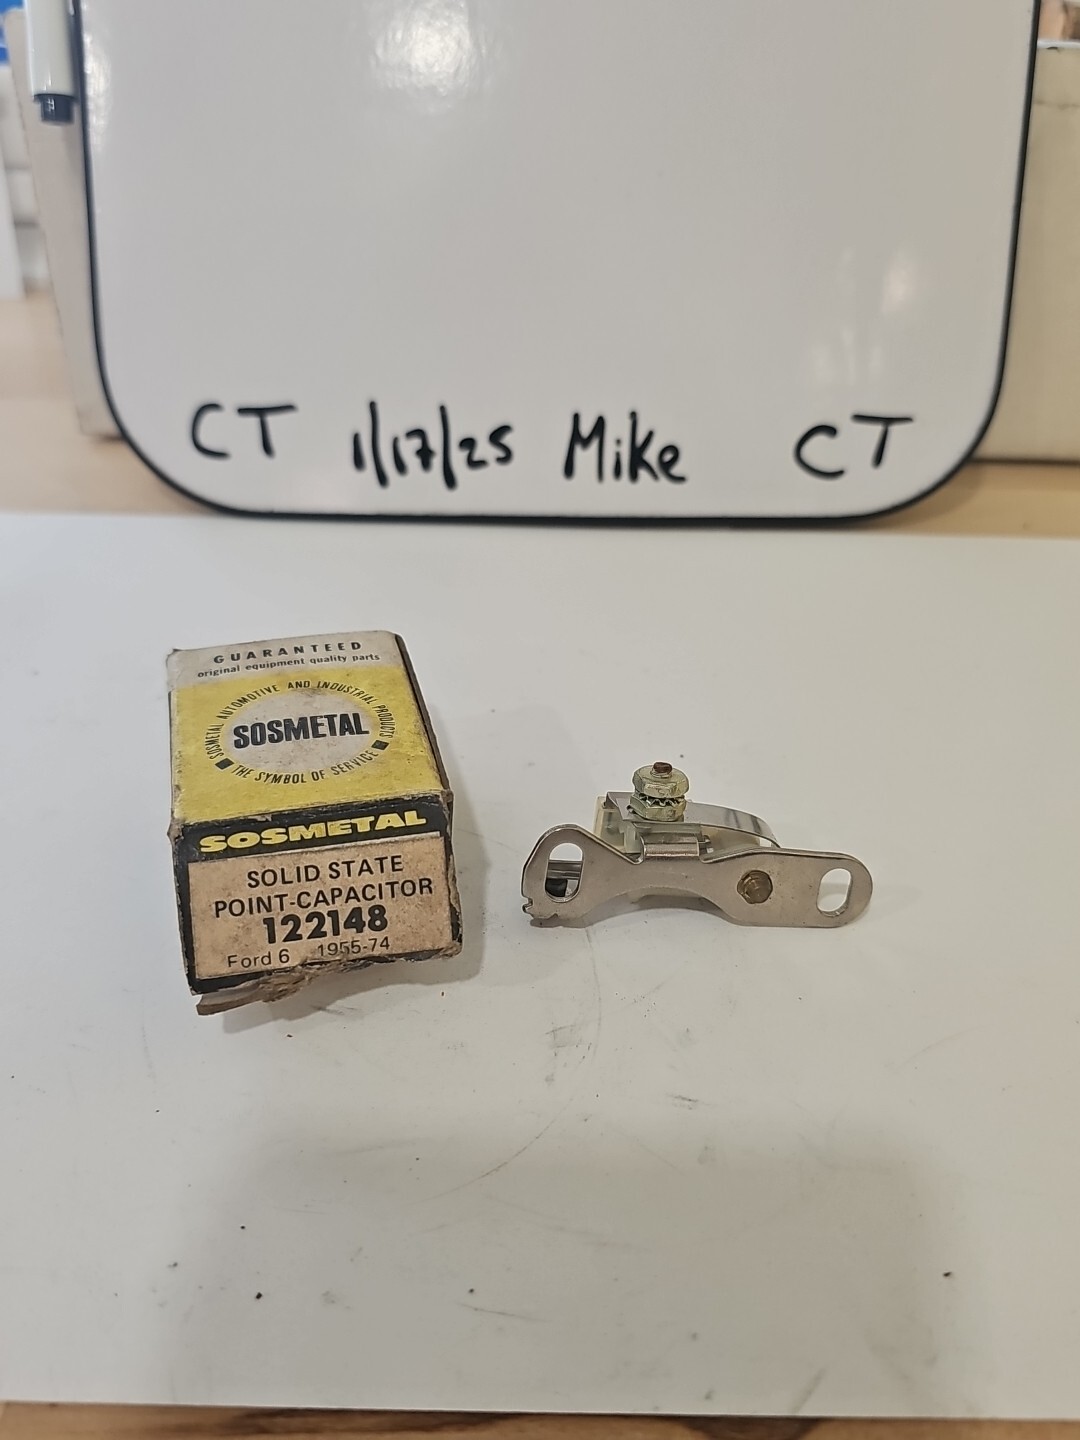 CT 1/17/25 Mike CT
GUARANTEED
original equipment quality parts
SOSMETAL AUTOMOTIVE AND INDUSTRIAL PRODUCTS
SOSMETAL
THE SYMBOL OF SERVICE
SOSMETAL
SOLID STATE
POINT-CAPACITOR
122148
Ford 6 1955-74